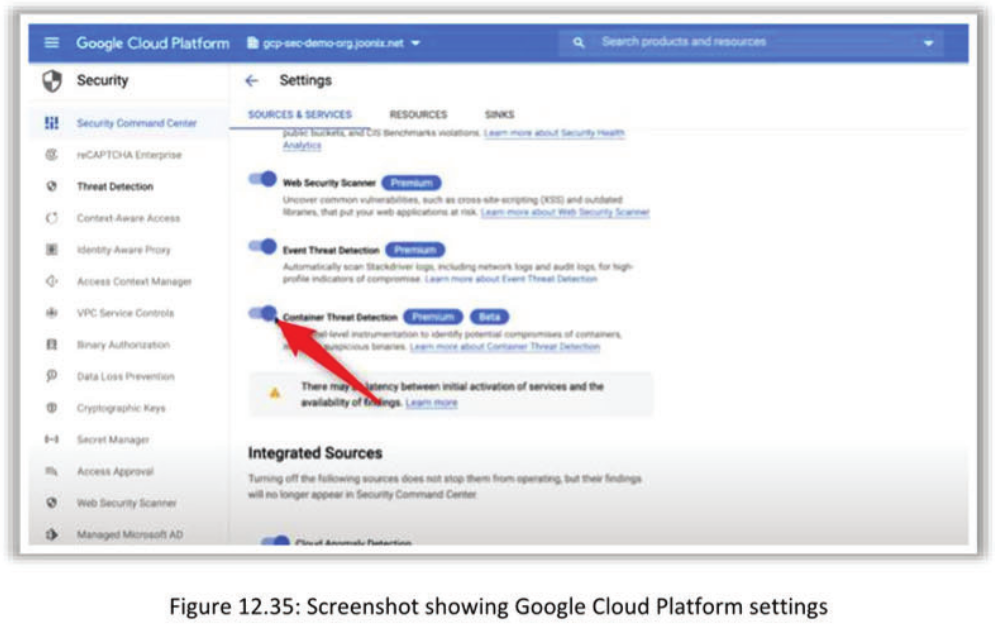 Google Cloud Platform
gcp-sec-demo-org.joonix.net
Search products and resources
Security
Settings
Security Command Center
reCAPTCHA Enterprise
Threat Detection
Context-Aware Access
Identity-Aware Proxy
Access Context Manager
VPC Service Controls
Binary Authorization
Data Loss Prevention
Cryptographic Keys
Secret Manager
Access Approval
Web Security Scanner
Managed Microsoft AD
SOURCES & SERVICES RESOURCES SINKS
public buckets, and CIS Benchmarks violations. Learn more about Security Health
Analytics
Web Security Scanner Premium
Uncover common vulnerabilities, such as cross-site-scripting (XSS) and outdated
libraries, that put your web applications at risk. Learn more about Web Security Scanner
Event Threat Detection Premium
Automatically scan Stackdriver logs, including network logs and audit logs, for high-
profile indicators of compromise. Learn more about Event Threat Detection
Container Threat Detection Premium Beta
instrumentation to identify potential compromises of containers,
suspicious binaries. Learn more about Container Threat Detection
There may latency between initial activation of services and the
availability of findings. Learn more
Integrated Sources
Turning off the following sources does not stop them from operating, but their findings
will no longer appear in Security Command Center
Cloud Anomaly Detection
Figure 12.35: Screenshot showing Google Cloud Platform settings